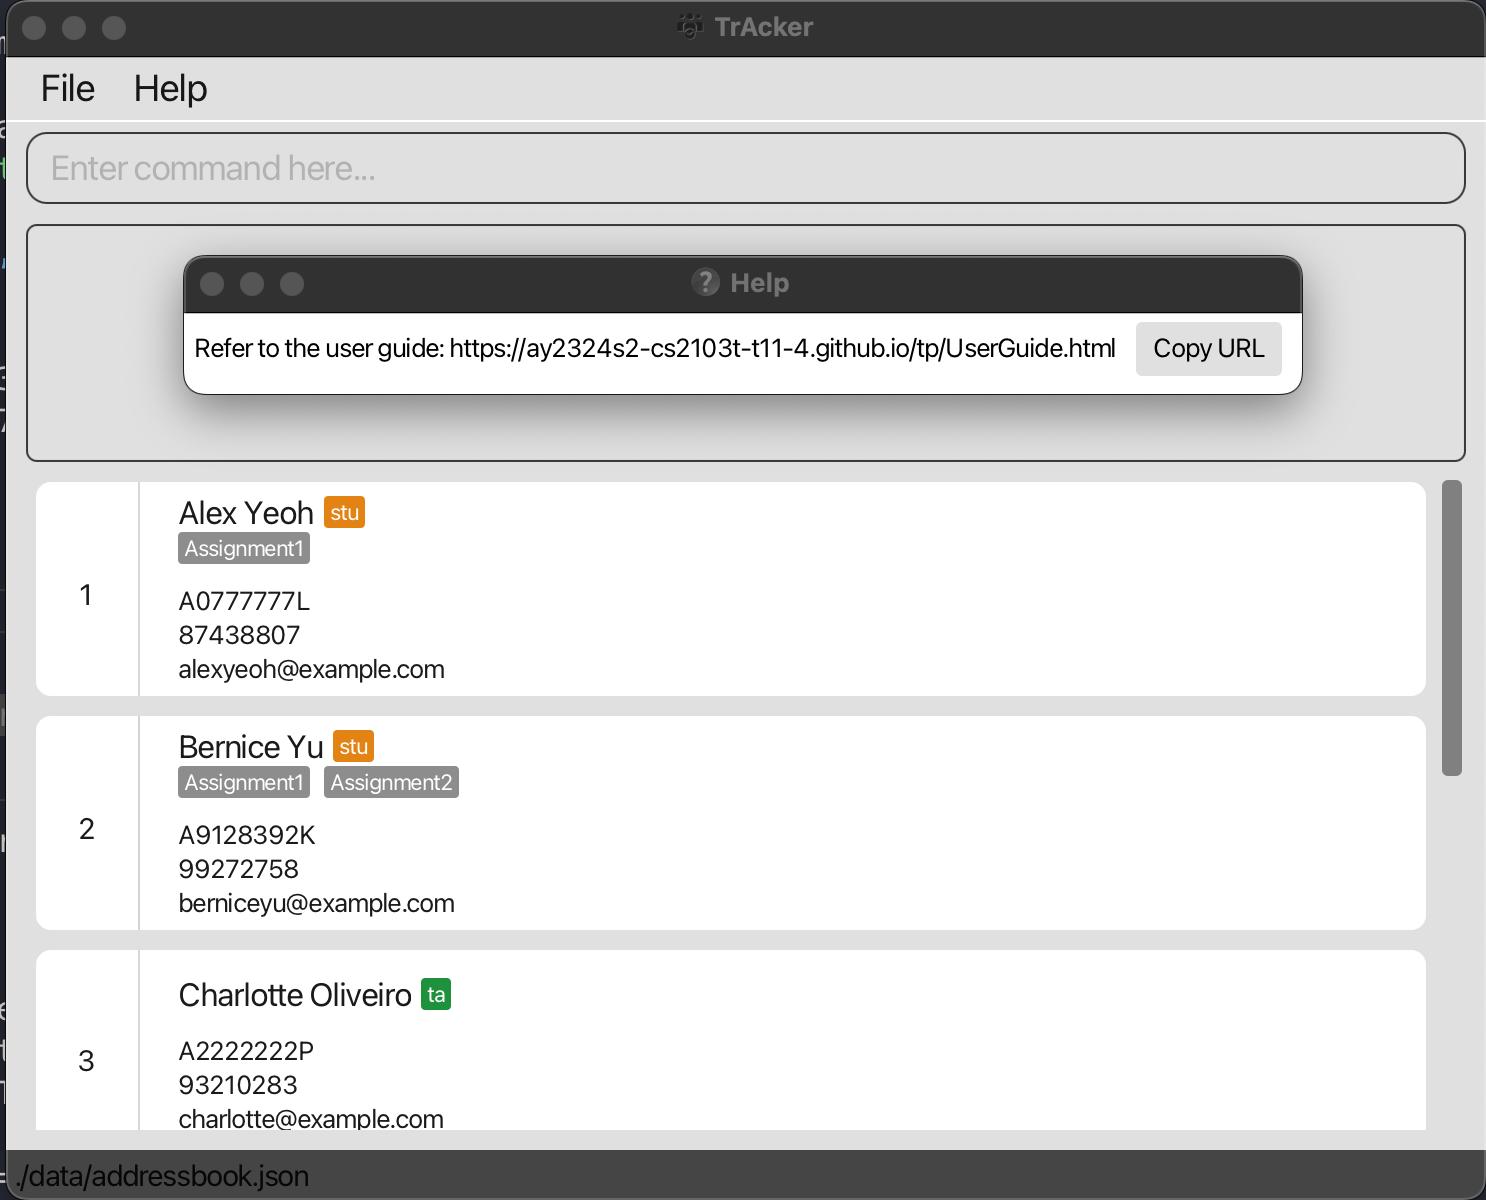 TrAcker
File Help
Enter command here...
Help
Refer to the user guide: https://ay2324s2-cs2103t-t11-4.github.io/tp/UserGuide.html Copy URL
Alex Yeoh stu
Assignment1
1
A0777777L
87438807
alexyeoh@example.com
Bernice Yu stu
Assignment1 Assignment2
2
A9128392K
99272758
berniceyu@example.com
Charlotte Oliveiro ta
3
A2222222P
93210283
charlotte@example.com
./data/addressbook.json